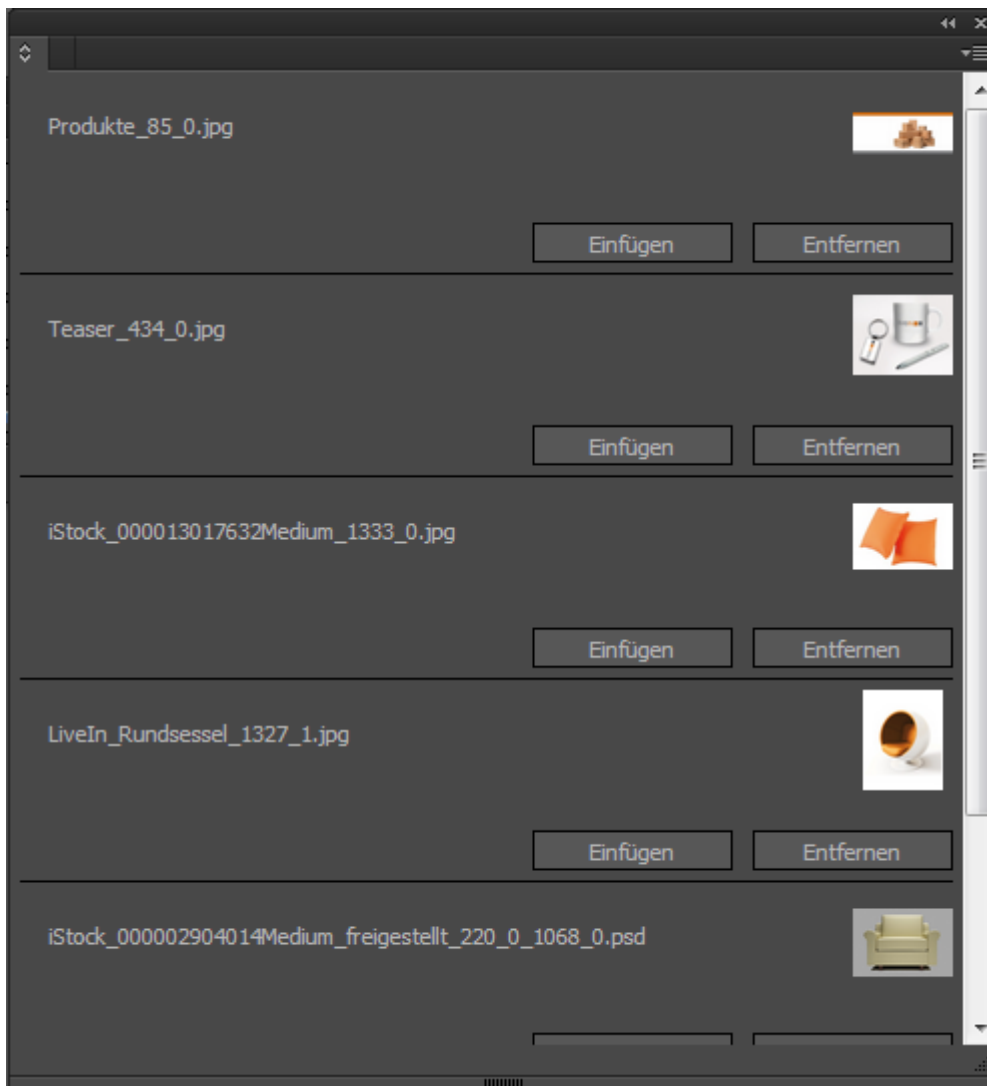 Produkte_85_0.jpg
Einfügen Entfernen
Teaser_434_0.jpg
Einfügen Entfernen
iStock_000013017632Medium_1333_0.jpg
Einfügen Entfernen
LiveIn_Rundsessel_1327_1.jpg
Einfügen Entfernen
iStock_000002904014Medium_freigestellt_220_0_1068_0.psd